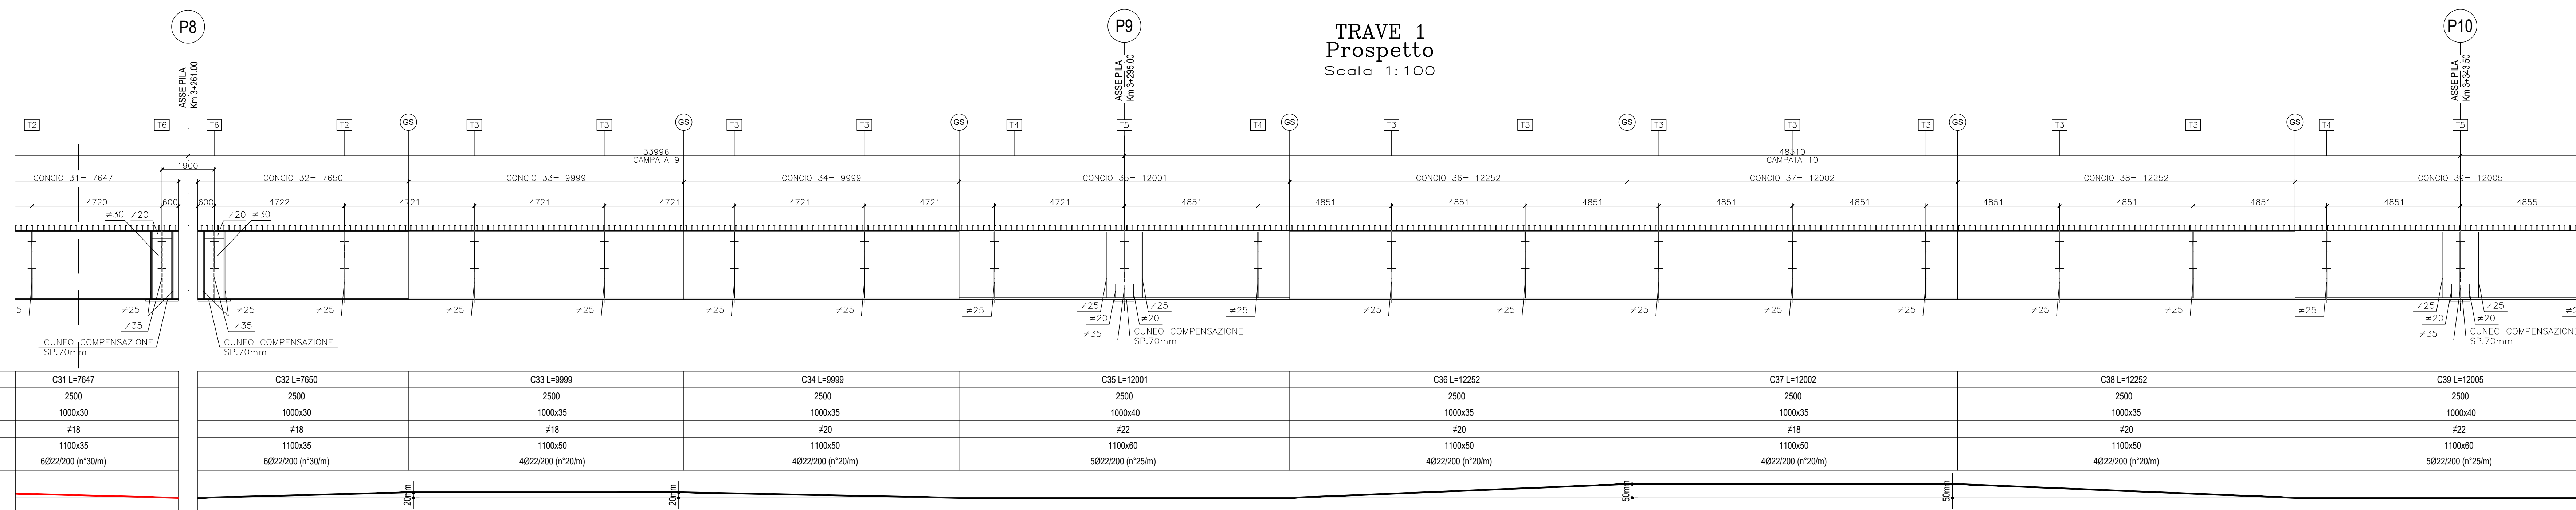 P8
P9
P10
TRAVE 1
Prospetto
Scala 1:100
ASSE PILA
Km 3+261.00
ASSE PILA
Km 3+295.00
ASSE PILA
Km 3+343.50
T2 T6 T6 T2 GS T3 T3 GS T3 T3 GS T4 T5 T4 GS T3 T3 GS T3 T3 T3 GS T3 T3 GS T4 T5
33996
CAMPATA 9
48510
CAMPATA 10
1900
CONCIO 31= 7647 CONCIO 32= 7650 CONCIO 33= 9999 CONCIO 34= 9999 CONCIO 35= 12001 CONCIO 36= 12252 CONCIO 37= 12002 CONCIO 38= 12252 CONCIO 39= 12005
4720 600 600 4722 4721 4721 4721 4721 4721 4721 4851 4851 4851 4851 4851 4851 4851 4851 4851 4851 4855
≠30 ≠20 ≠20 ≠30
5 ≠25 ≠25 ≠25 ≠25 ≠25 ≠25 ≠25 ≠25 ≠25 ≠25 ≠25 ≠25 ≠25 ≠25 ≠25 ≠25 ≠25 ≠25 ≠25 ≠25
≠20 ≠20 ≠20 ≠20
≠35 ≠35 ≠35 ≠35
CUNEO COMPENSAZIONE
SP.70mm
CUNEO COMPENSAZIONE
SP.70mm
CUNEO COMPENSAZIONE
SP.70mm
CUNEO COMPENSAZIONE
SP.70mm
C31 L=7647 C32 L=7650 C33 L=9999 C34 L=9999 C35 L=12001 C36 L=12252 C37 L=12002 C38 L=12252 C39 L=12005
2500 2500 2500 2500 2500 2500 2500 2500 2500
1000x30 1000x30 1000x35 1000x35 1000x40 1000x35 1000x35 1000x35 1000x40
≠18 ≠18 ≠18 ≠20 ≠22 ≠20 ≠18 ≠20 ≠22
1100x35 1100x35 1100x50 1100x50 1100x60 1100x50 1100x50 1100x50 1100x60
6Ø22/200 (n°30/m) 6Ø22/200 (n°30/m) 4Ø22/200 (n°20/m) 4Ø22/200 (n°20/m) 5Ø22/200 (n°25/m) 4Ø22/200 (n°20/m) 4Ø22/200 (n°20/m) 4Ø22/200 (n°20/m) 5Ø22/200 (n°25/m)
20mm 20mm 50mm 50mm